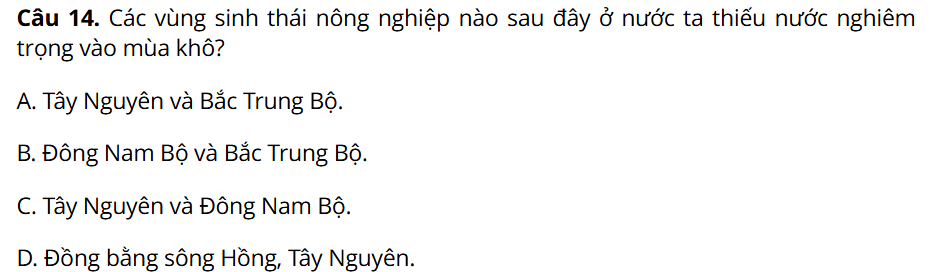 Câu 14. Các vùng sinh thái nông nghiệp nào sau đây ở nước ta thiếu nước nghiêm
trọng vào mùa khô?
A. Tây Nguyên và Bắc Trung Bộ.
B. Đông Nam Bộ và Bắc Trung Bộ.
C. Tây Nguyên và Đông Nam Bộ.
D. Đồng bằng sông Hồng, Tây Nguyên.